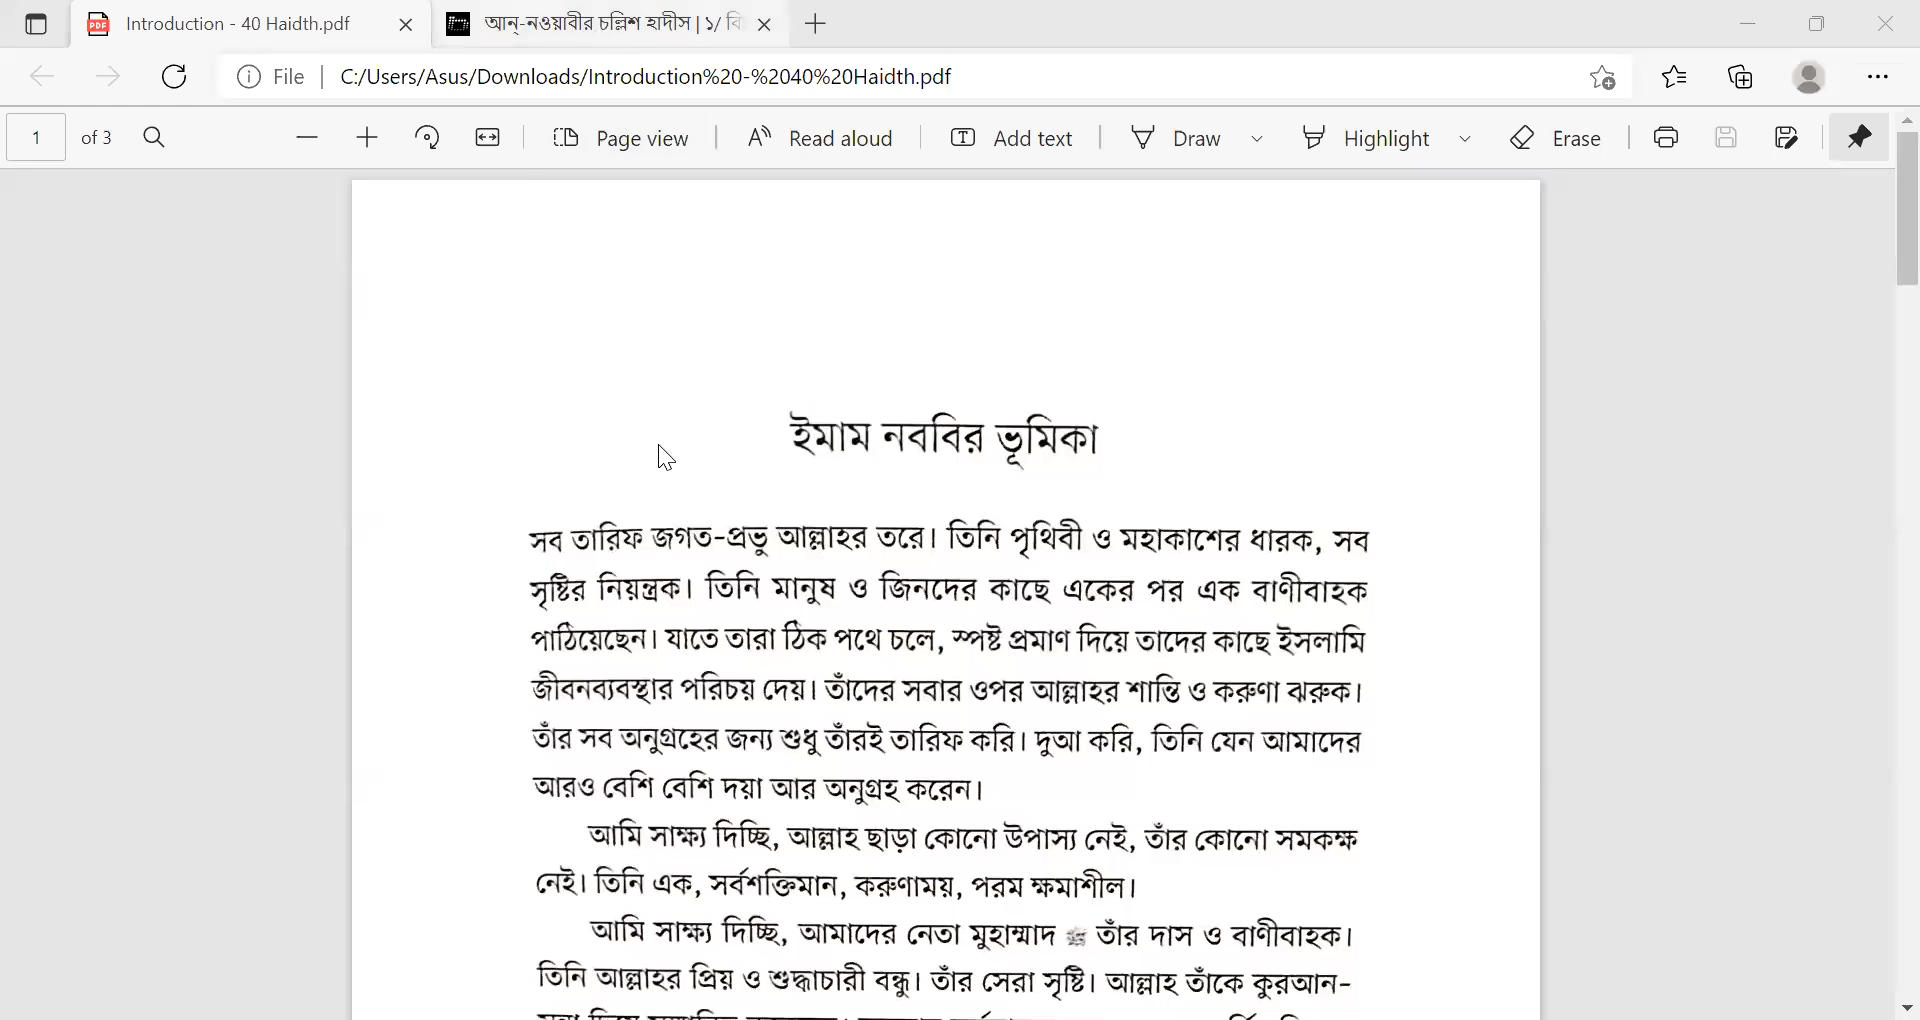 Introduction - 40 Haidth.pdf
আন্-নওয়াবীর চল্লিশ হাদীস | ১/
File
C:/Users/Asus/Downloads/Introduction%20-%2040%20Haidth.pdf
1 of 3
Page view
Read aloud
Add text
Draw
Highlight
Erase
ইমাম নববির ভূমিকা
সব তারিফ জগত-প্রভু আল্লাহর তরে। তিনি পৃথিবী ও মহাকাশের ধারক, সব
সৃষ্টির নিয়ন্ত্রক। তিনি মানুষ ও জিনদের কাছে একের পর এক বাণীবাহক
পাঠিয়েছেন। যাতে তারা ঠিক পথে চলে, স্পষ্ট প্রমাণ দিয়ে তাদের কাছে ইসলামি
জীবনব্যবস্থার পরিচয় দেয়। তাঁদের সবার ওপর আল্লাহর শান্তি ও করুণা ঝরুক।
তাঁর সব অনুগ্রহের জন্য শুধু তাঁরই তারিফ করি। দুআ করি, তিনি যেন আমাদের
আরও বেশি বেশি দয়া আর অনুগ্রহ করেন।
আমি সাক্ষ্য দিচ্ছি, আল্লাহ ছাড়া কোনো উপাস্য নেই, তাঁর কোনো সমকক্ষ
নেই। তিনি এক, সর্বশক্তিমান, করুণাময়, পরম ক্ষমাশীল।
আমি সাক্ষ্য দিচ্ছি, আমাদের নেতা মুহাম্মাদ ﷺ তাঁর দাস ও বাণীবাহক।
তিনি আল্লাহর প্রিয় ও শুদ্ধাচারী বন্ধু। তাঁর সেরা সৃষ্টি। আল্লাহ তাঁকে কুরআন-